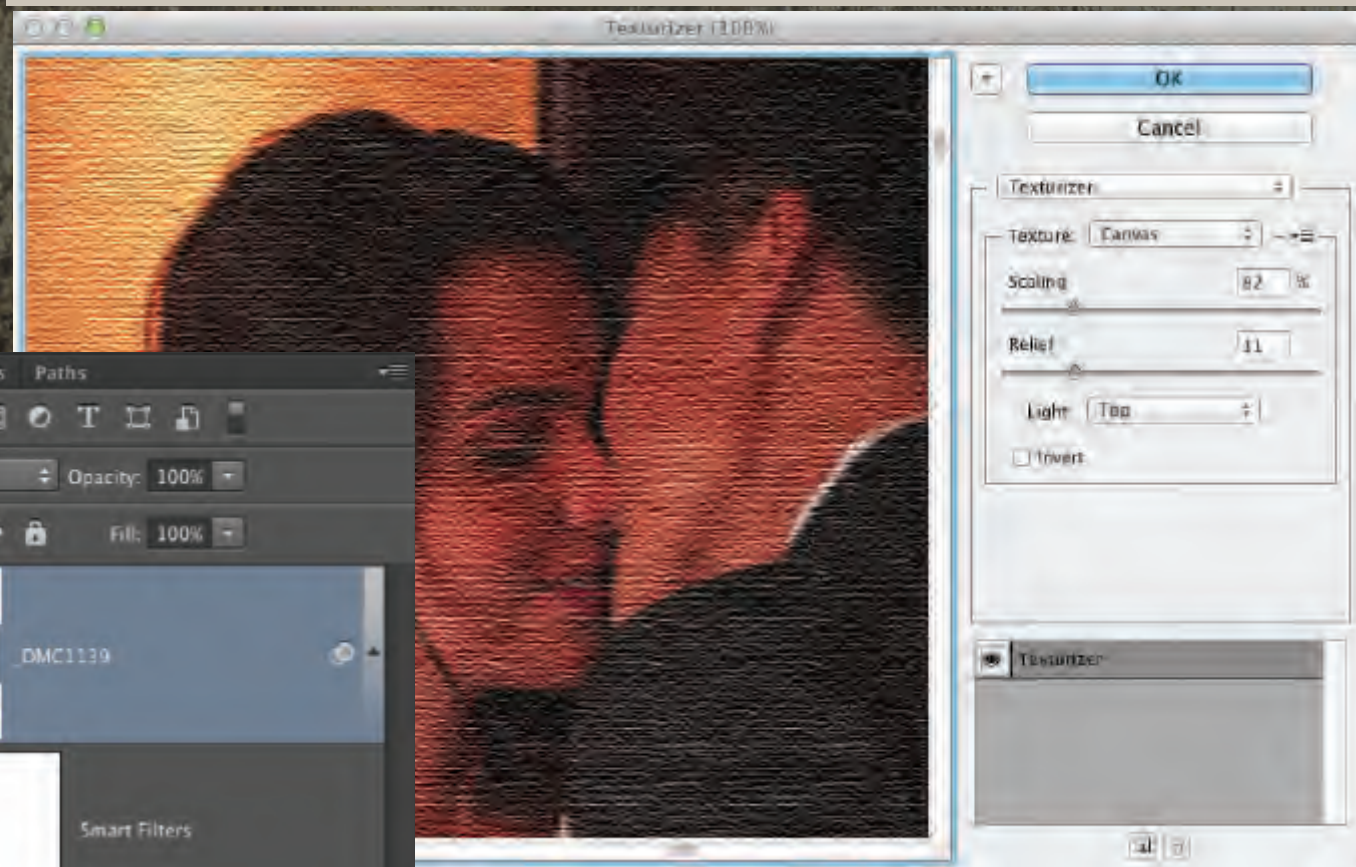 Texturizer (100%)
OK
Cancel
Texturizer
Texture: Canvas
Scaling 82 %
Relief 11
Light Top
Invert
Texturizer
s Paths
T
Opacity: 100%
Fill: 100%
_DMC1139
Smart Filters